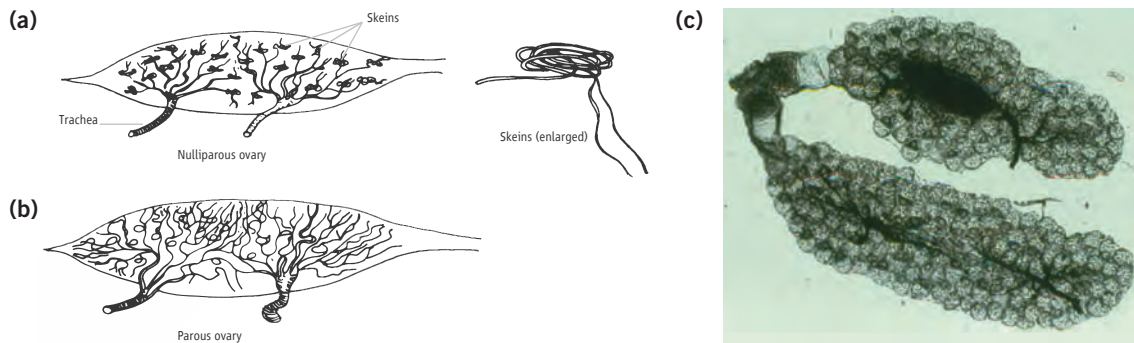 (a)
Skeins
Trachea
Nulliparous ovary
Skeins (enlarged)
(b)
Parous ovary
(c)